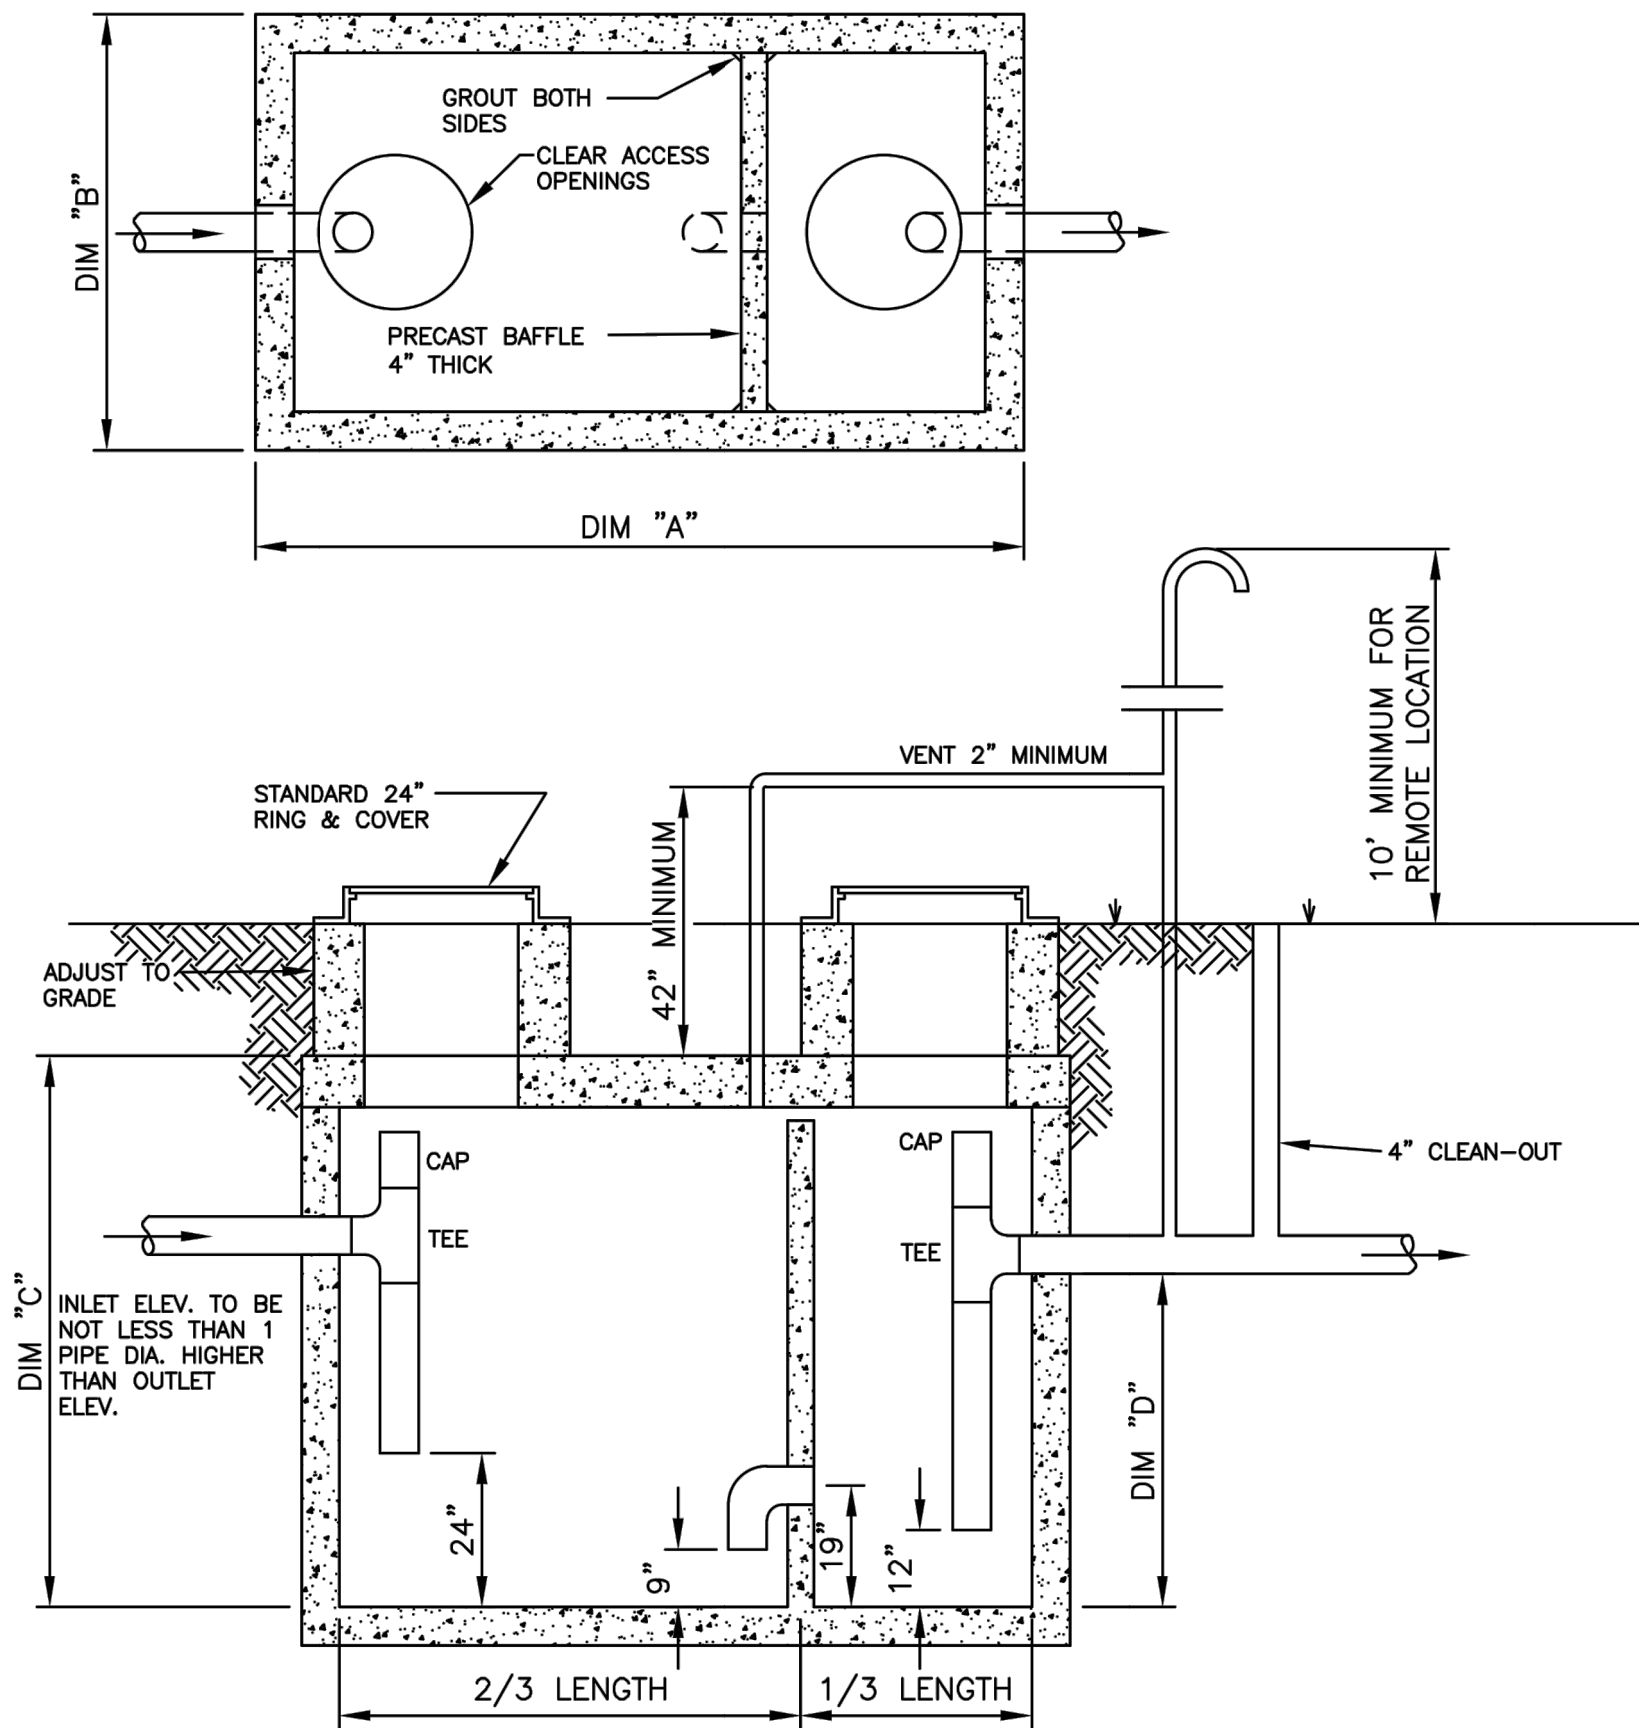 GROUT BOTH
SIDES
CLEAR ACCESS
OPENINGS
DIM "B"
PRECAST BAFFLE
4" THICK
DIM "A"
10' MINIMUM FOR
REMOTE LOCATION
VENT 2" MINIMUM
STANDARD 24"
RING & COVER
42" MINIMUM
ADJUST TO
GRADE
CAP
CAP
4" CLEAN-OUT
TEE
TEE
DIM "C"
INLET ELEV. TO BE
NOT LESS THAN 1
PIPE DIA. HIGHER
THAN OUTLET
ELEV.
DIM "D"
24"
9"
19"
12"
2/3 LENGTH
1/3 LENGTH